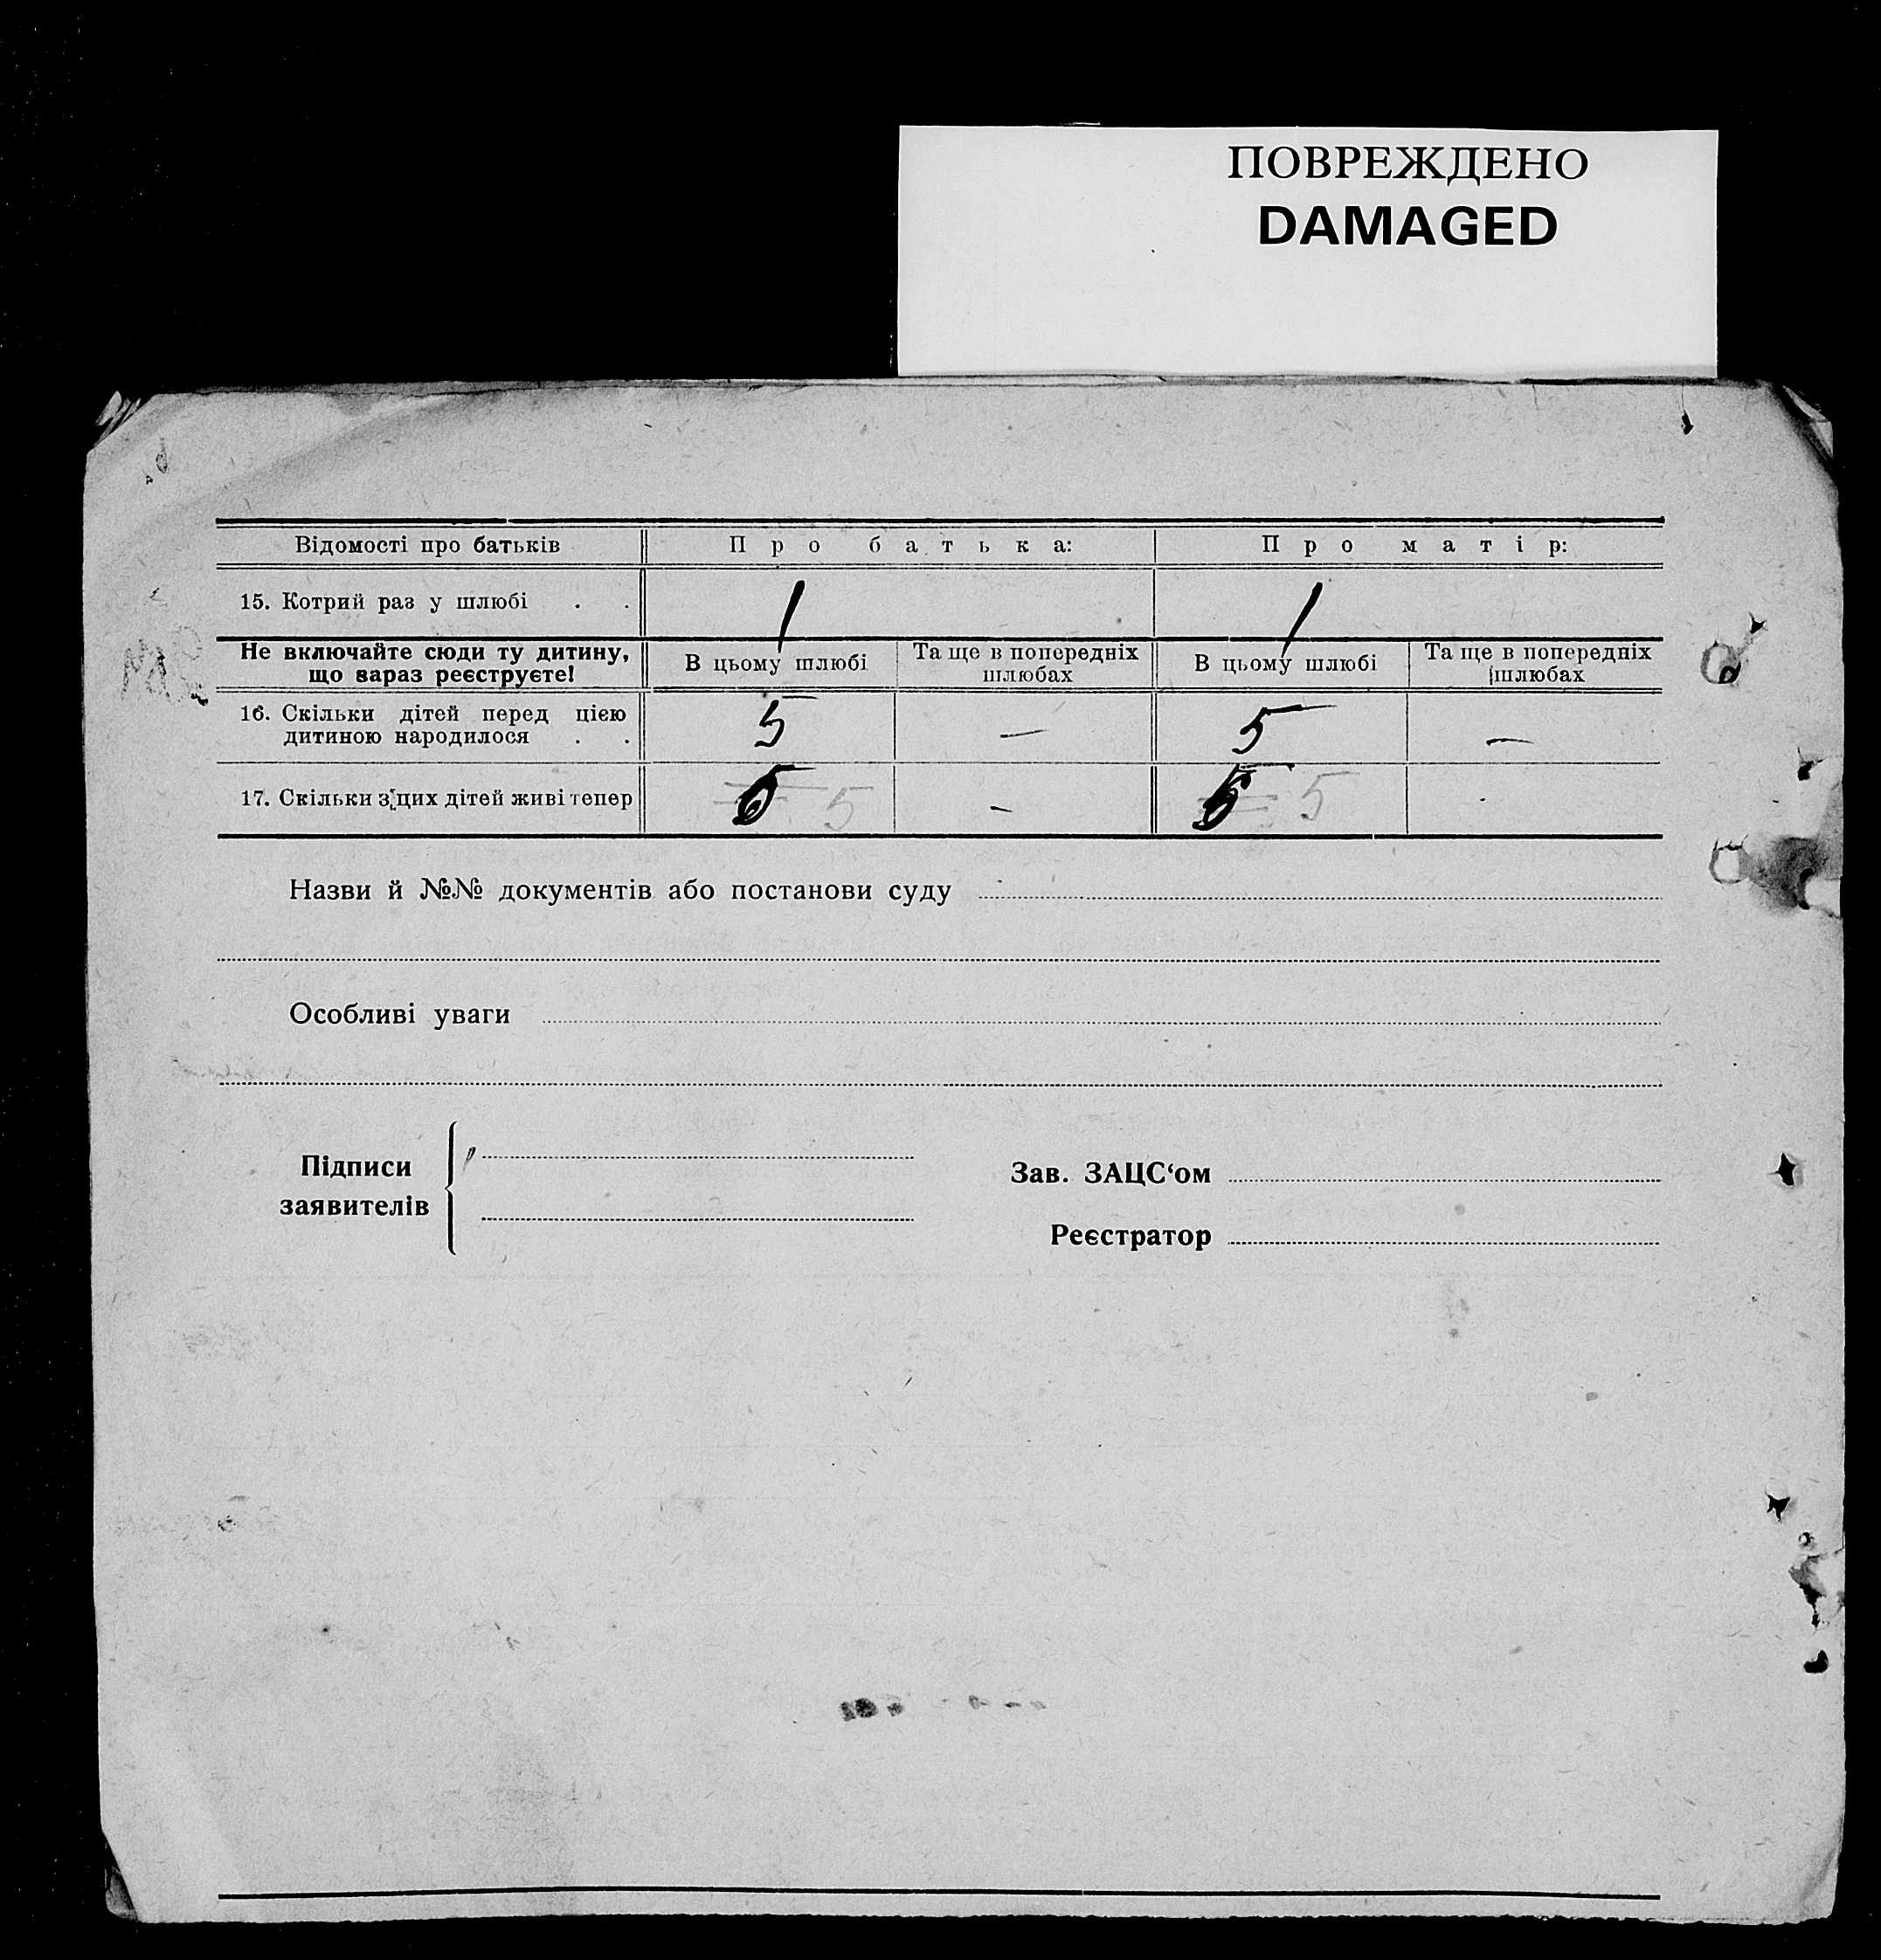 ПОВРЕЖДЕНО
DAMAGED
Відомості про батьків Про батька: Про матір:
15. Котрий раз у шлюбі . . 1 1
Не включайте сюди ту дитину, що вараз реєструєте! В цьому шлюбі Та ще в попередніх шлюбах В цьому шлюбі Та ще в попередніх шлюбах
16. Скільки дітей перед цією дитиною народилося . . 5 — 5 —
17. Скільки з цих дітей живі тепер 5 - 5 -
Назви й №№ документів або постанови суду
Особливі уваги
Підписи заявителів
Зав. ЗАЦС‘ом
Реєстратор